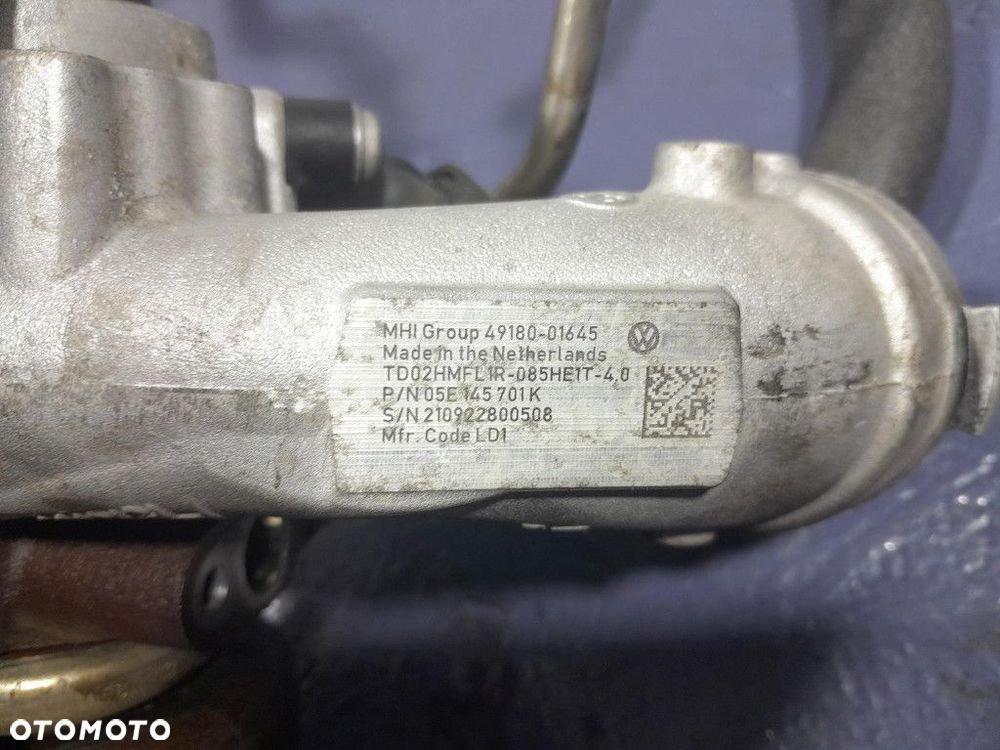 MHI Group 49180-01645
Made in the Netherlands
TD02HMFL1R-085HE1T-4,0
P/N 05E 145 701 K
S/N 210922800508
Mfr. Code LD1
OTOMOTO